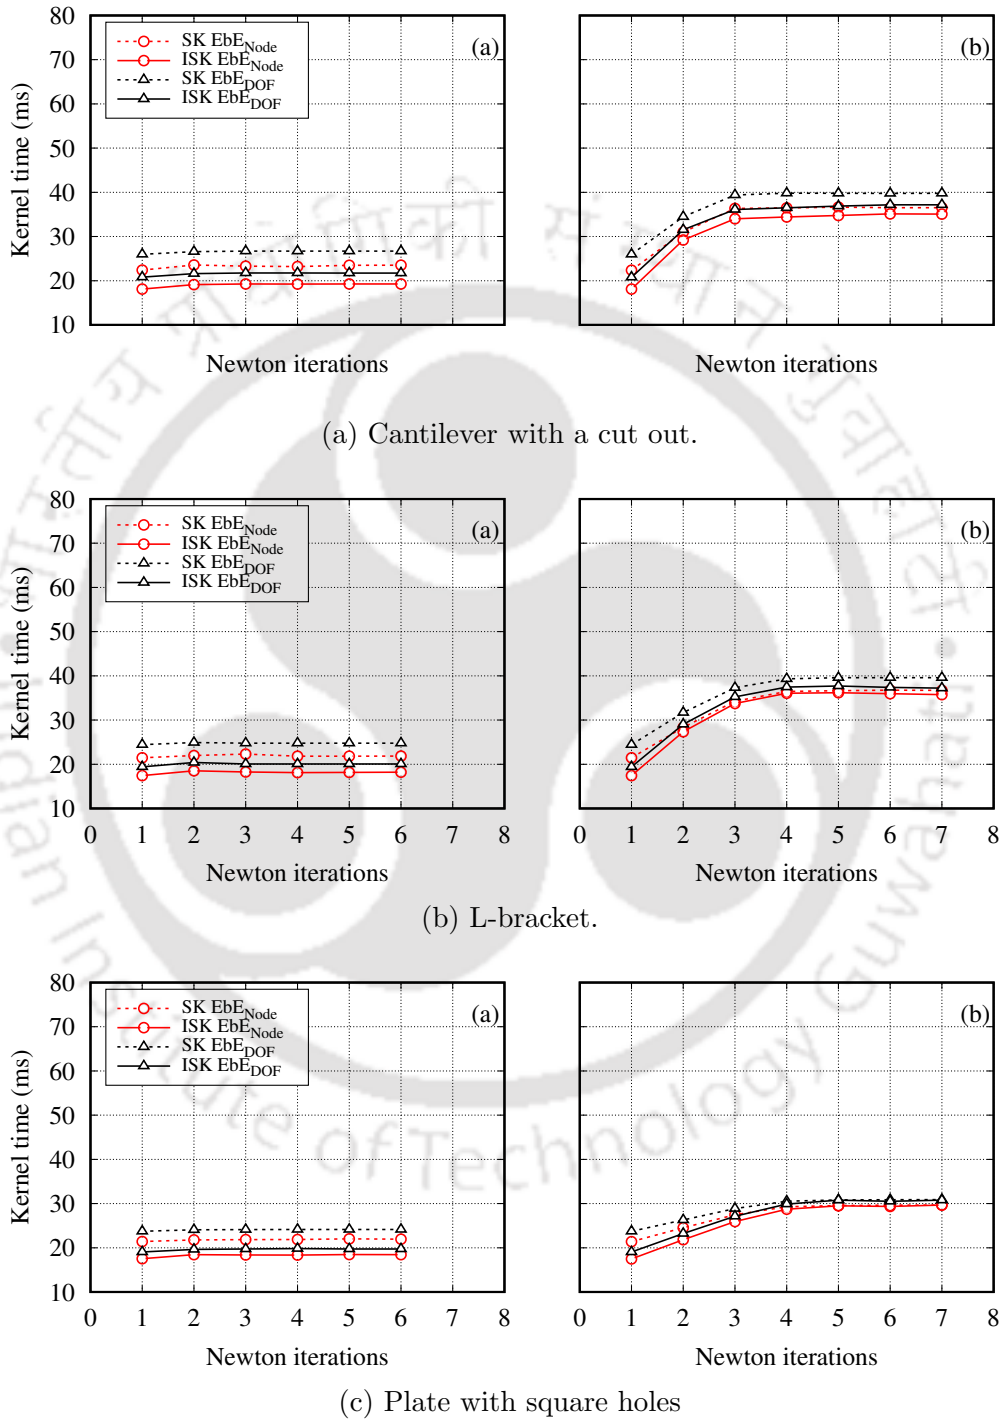 80
70
60
50
40
30
20
10
Kernel time (ms)
SK EbE_Node
ISK EbE_Node
SK EbE_DOF
ISK EbE_DOF
(a)
(b)
Newton iterations
Newton iterations
(a) Cantilever with a cut out.
80
70
60
50
40
30
20
10
Kernel time (ms)
SK EbE_Node
ISK EbE_Node
SK EbE_DOF
ISK EbE_DOF
(a)
(b)
0 1 2 3 4 5 6 7 8
0 1 2 3 4 5 6 7 8
Newton iterations
Newton iterations
(b) L-bracket.
80
70
60
50
40
30
20
10
Kernel time (ms)
SK EbE_Node
ISK EbE_Node
SK EbE_DOF
ISK EbE_DOF
(a)
(b)
0 1 2 3 4 5 6 7 8
0 1 2 3 4 5 6 7 8
Newton iterations
Newton iterations
(c) Plate with square holes
Indian Institute of Technology Guwahati